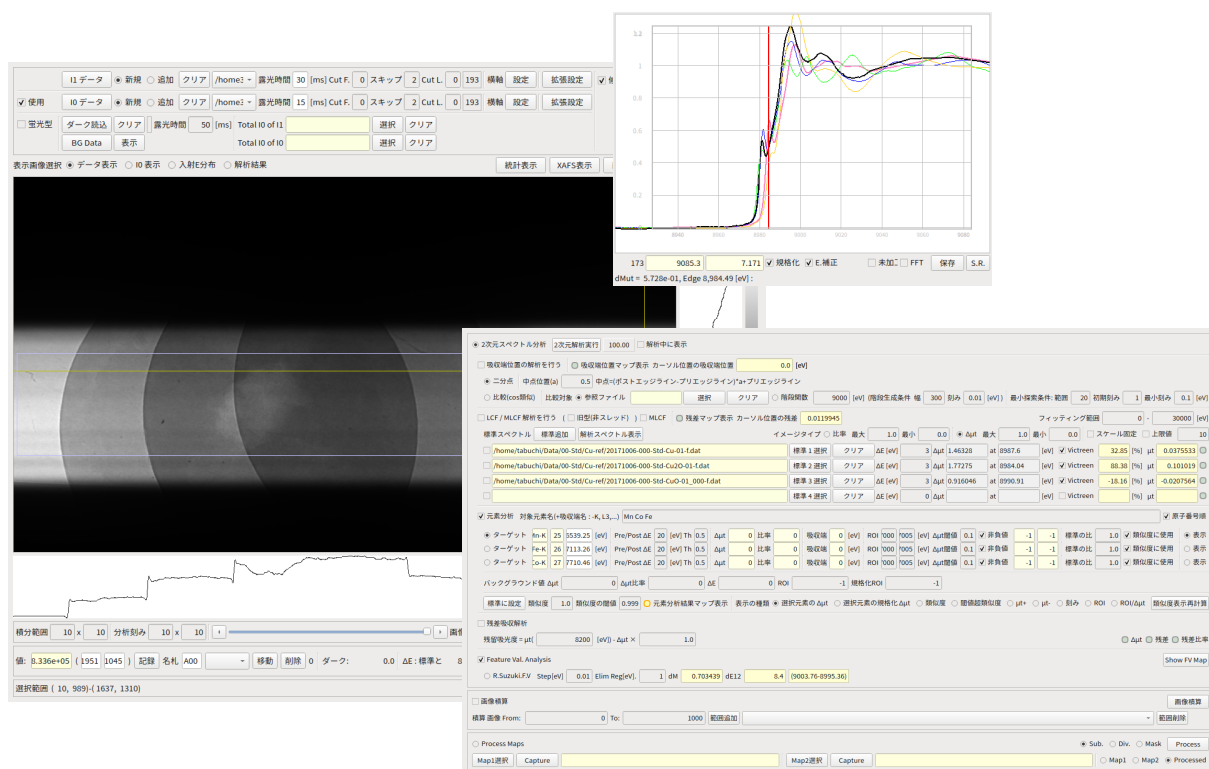 I1 データ 新規 追加 クリア /home3 露光時間 30 [ms] Cut F. 0 スキップ 2 Cut L. 0 193 横軸 設定 拡張設定
使用 I0 データ 新規 追加 クリア /home3 露光時間 15 [ms] Cut F. 0 スキップ 2 Cut L. 0 193 横軸 設定 拡張設定
蛍光型 ダーク読込 クリア 露光時間 50 [ms] Total I0 of I1 選択 クリア
BG Data 表示 Total I0 of I0 選択 クリア
表示画像選択 データ表示 I0 表示 入射E分布 解析結果 統計表示 XAFS表示
1.2
1
0.8
0.6
0.4
0.2
0
9040 9060 9080 9000 9020 9040 9060 9080
173 9085.3 7.171 規格化 E.補正 未加 FFT 保存 S.R.
dMut = 5.728e-01, Edge 8,984.49 [eV] :
積分範囲 10 x 10 分析刻み 10 x 10
値: 8.336e+05 ( 1951 1045 ) 記録 名札 A00 移動 削除 0 ダーク: 0.0 ΔE : 標準と 8
選択範囲 ( 10, 989)-( 1637, 1310)
2次元スペクトル分析 2次元解析実行 100.00 解析中に表示
吸収端位置の解析を行う 吸収端位置マップ表示 カーソル位置の吸収端位置 0.0 [eV]
二分点 中点位置(a) 0.5 中点=(ポストエッジライン-プリエッジライン)*a+プリエッジライン
比較(cos類似) 比較対象 参照ファイル 選択 クリア 階段関数 9000 [eV] (階段生成条件 幅 300 刻み 0.01 [eV] ) 最小探索条件: 範囲 20 初期刻み 1 最小刻み 0.1 [eV]
LCF / MLCF 解析を行う ( 旧型(非スレッド) ) MLCF 残差マップ表示 カーソル位置の残差 0.0119945 フィッティング範囲 0 - 30000 [eV]
標準スペクトル 標準追加 解析スペクトル表示 イメージタイプ 比率 最大 1.0 最小 0.0 Δμt 最大 1.0 最小 0.0 スケール固定 上限値 10
/home/tabuchi/Data/00-Std/Cu-ref/20171006-000-Std-Cu-01-f.dat 標準 1 選択 クリア ΔE [eV] 3 Δμt 1.46328 at 8987.6 [eV] Victreen 32.85 [%] μt 0.0375533
/home/tabuchi/Data/00-Std/Cu-ref/20171006-000-Std-Cu2O-01-f.dat 標準 2 選択 クリア ΔE [eV] 3 Δμt 1.77275 at 8984.04 [eV] Victreen 88.38 [%] μt 0.101019
/home/tabuchi/Data/00-Std/Cu-ref/20171006-000-Std-CuO-01_000-f.dat 標準 3 選択 クリア ΔE [eV] 3 Δμt 0.916046 at 8990.91 [eV] Victreen -18.16 [%] μt -0.0207564
標準 4 選択 クリア ΔE [eV] 0 Δμt at [eV] Victreen [%] μt
元素分析 対象元素名(+吸収端名 : -K, L3,...) Mn Co Fe 原子番号順
ターゲット Mn-K 25 6539.25 [eV] Pre/Post ΔE 20 [eV] Th 0.5 Δμt 0 比率 0 吸収端 0 [eV] ROI Δμt閾値 0.1 非負値 -1 -1 標準の比 1.0 類似度に使用 表示
ターゲット Fe-K 26 7113.26 [eV] Pre/Post ΔE 20 [eV] Th 0.5 Δμt 0 比率 0 吸収端 0 [eV] ROI Δμt閾値 0.1 非負値 -1 -1 標準の比 1.0 類似度に使用 表示
ターゲット Co-K 27 7710.46 [eV] Pre/Post ΔE 20 [eV] Th 0.5 Δμt 0 比率 0 吸収端 0 [eV] ROI Δμt閾値 0.1 非負値 -1 -1 標準の比 1.0 類似度に使用 表示
バックグラウンド値 Δμt 0 Δμt比率 0 ΔE 0 ROI -1 規格化ROI -1
標準に設定 類似度 1.0 類似度の閾値 0.999 元素分析結果マップ表示 表示の種類 選択元素の Δμt 選択元素の規格化 Δμt 類似度 閾値超類似度 μt+ μt- 刻み ROI ROI/Δμt 類似度表示再計算
残差吸収解析
残留吸光度 = μt( 8200 [eV]) - Δμt × 1.0 Δμt 残差 残差比率
Feature Val. Analysis Show FV Map
R.Suzuki.F.V Step[eV] 0.01 Elim Reg[eV]. 1 dM 0.703439 dE12 8.4 (9003.76-8995.36)
画像積算 画像積算
積算 画像 From: 0 To: 1000 範囲追加 範囲削除
Process Maps Sub. Div. Mask Process
Map1選択 Capture Map2選択 Capture Map1 Map2 Processed